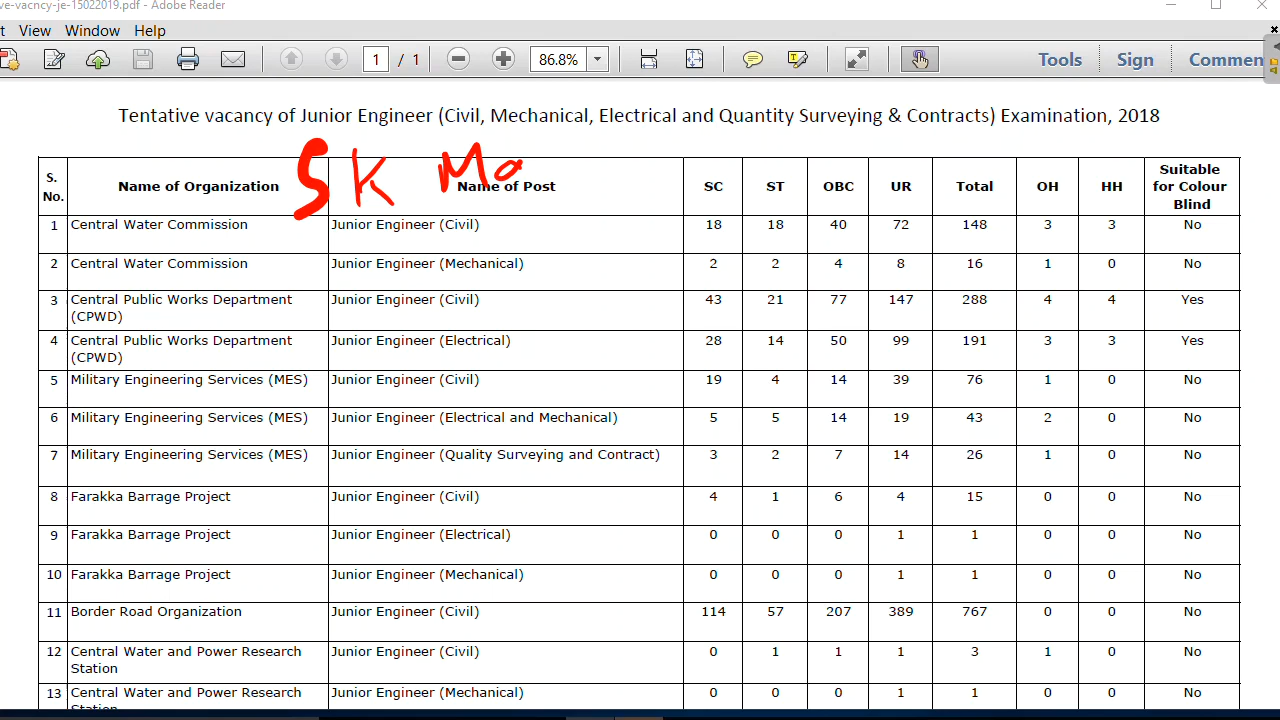 ve-vacncy-je-15022019.pdf - Adobe Reader
t View Window Help
1 / 1 86.8% Tools Sign Commen
Tentative vacancy of Junior Engineer (Civil, Mechanical, Electrical and Quantity Surveying & Contracts) Examination, 2018
SK Ma
S. No. Name of Organization Name of Post SC ST OBC UR Total OH HH Suitable for Colour Blind
1 Central Water Commission Junior Engineer (Civil) 18 18 40 72 148 3 3 No
2 Central Water Commission Junior Engineer (Mechanical) 2 2 4 8 16 1 0 No
3 Central Public Works Department (CPWD) Junior Engineer (Civil) 43 21 77 147 288 4 4 Yes
4 Central Public Works Department (CPWD) Junior Engineer (Electrical) 28 14 50 99 191 3 3 Yes
5 Military Engineering Services (MES) Junior Engineer (Civil) 19 4 14 39 76 1 0 No
6 Military Engineering Services (MES) Junior Engineer (Electrical and Mechanical) 5 5 14 19 43 2 0 No
7 Military Engineering Services (MES) Junior Engineer (Quality Surveying and Contract) 3 2 7 14 26 1 0 No
8 Farakka Barrage Project Junior Engineer (Civil) 4 1 6 4 15 0 0 No
9 Farakka Barrage Project Junior Engineer (Electrical) 0 0 0 1 1 0 0 No
10 Farakka Barrage Project Junior Engineer (Mechanical) 0 0 0 1 1 0 0 No
11 Border Road Organization Junior Engineer (Civil) 114 57 207 389 767 0 0 No
12 Central Water and Power Research Station Junior Engineer (Civil) 0 1 1 1 3 1 0 No
13 Central Water and Power Research Station Junior Engineer (Mechanical) 0 0 0 1 1 0 0 No